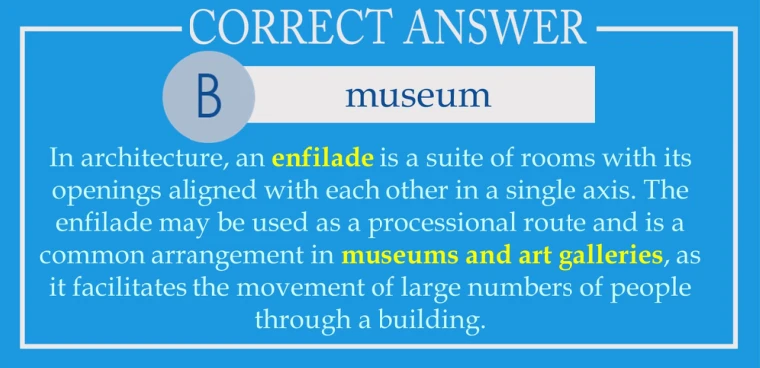 CORRECT ANSWER
B museum
In architecture, an enfilade is a suite of rooms with its
openings aligned with each other in a single axis. The
enfilade may be used as a processional route and is a
common arrangement in museums and art galleries, as
it facilitates the movement of large numbers of people
through a building.